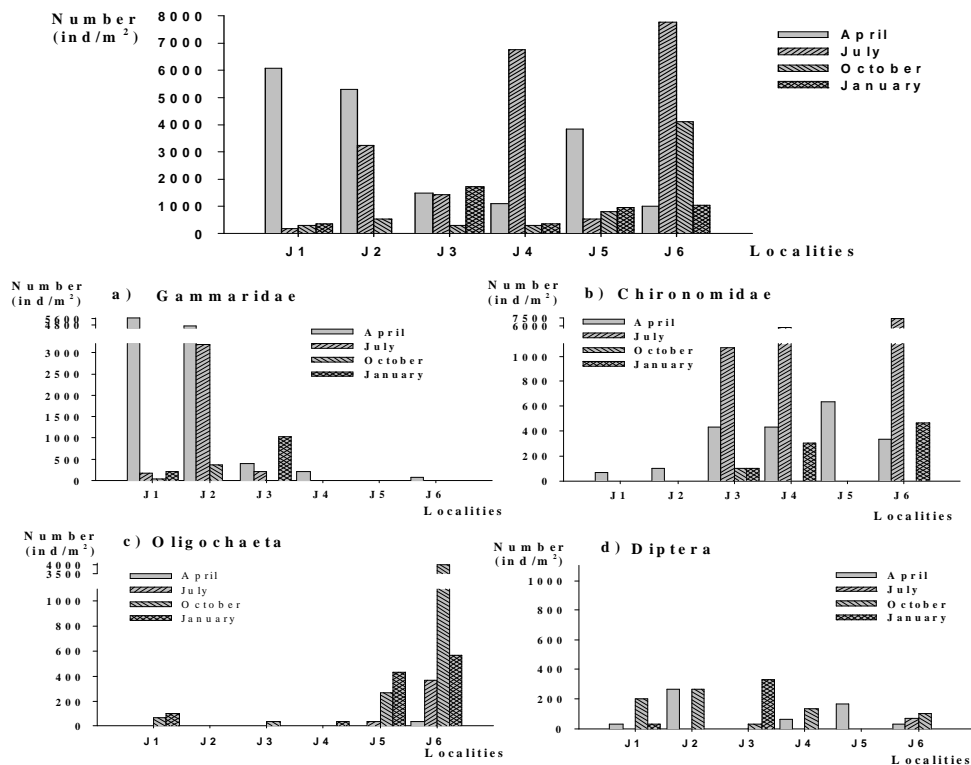 Number
(ind/m²)
8000
7000
6000
5000
4000
3000
2000
1000
0
April
July
October
January
J1 J2 J3 J4 J5 J6
Localities
Number
(ind/m²)
a) Gammaridae
5600
4800
3000
2500
2000
1500
1000
500
0
April
July
October
January
J1 J2 J3 J4 J5 J6
Localities
Number
(ind/m²)
b) Chironomidae
7500
6000
1000
800
600
400
200
0
April
July
October
January
J1 J2 J3 J4 J5 J6
Localities
Number
(ind/m²)
c) Oligochaeta
4000
3500
1000
800
600
400
200
0
April
July
October
January
J1 J2 J3 J4 J5 J6
Localities
Number
(ind/m²)
d) Diptera
1000
800
600
400
200
0
April
July
October
January
J1 J2 J3 J4 J5 J6
Localities